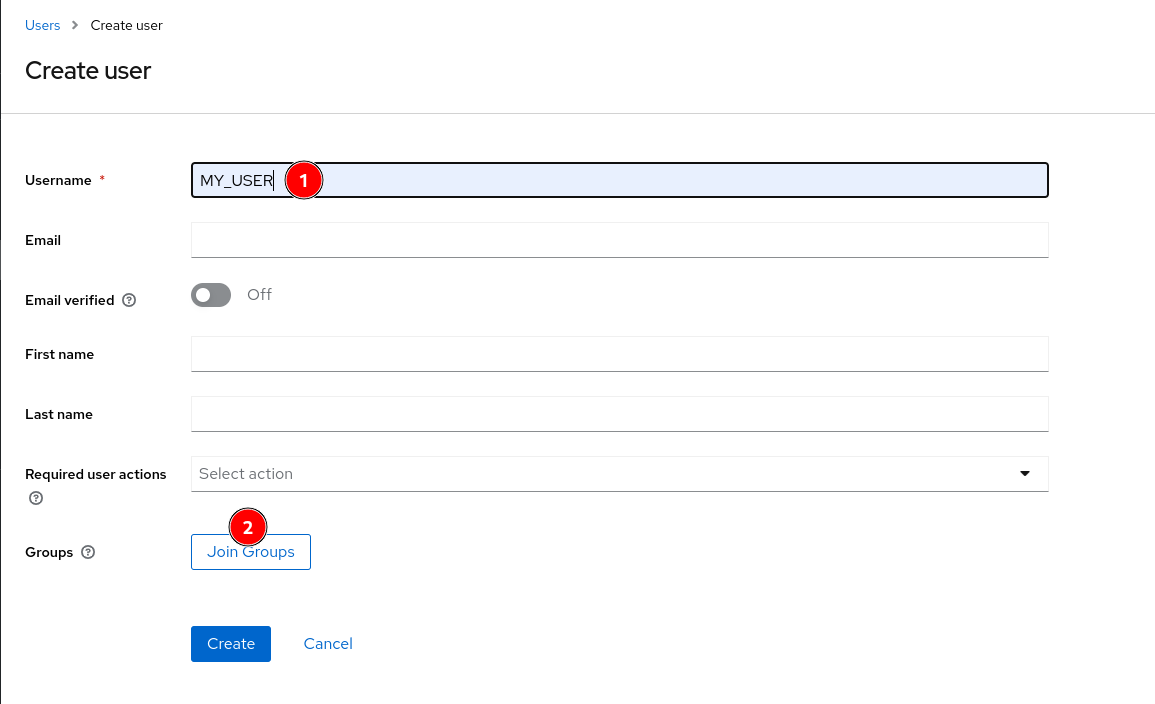 Users > Create user
Create user
Username *
MY_USER
1
Email
Email verified ?
Off
First name
Last name
Required user actions
?
Select action
2
Groups ?
Join Groups
Create
Cancel